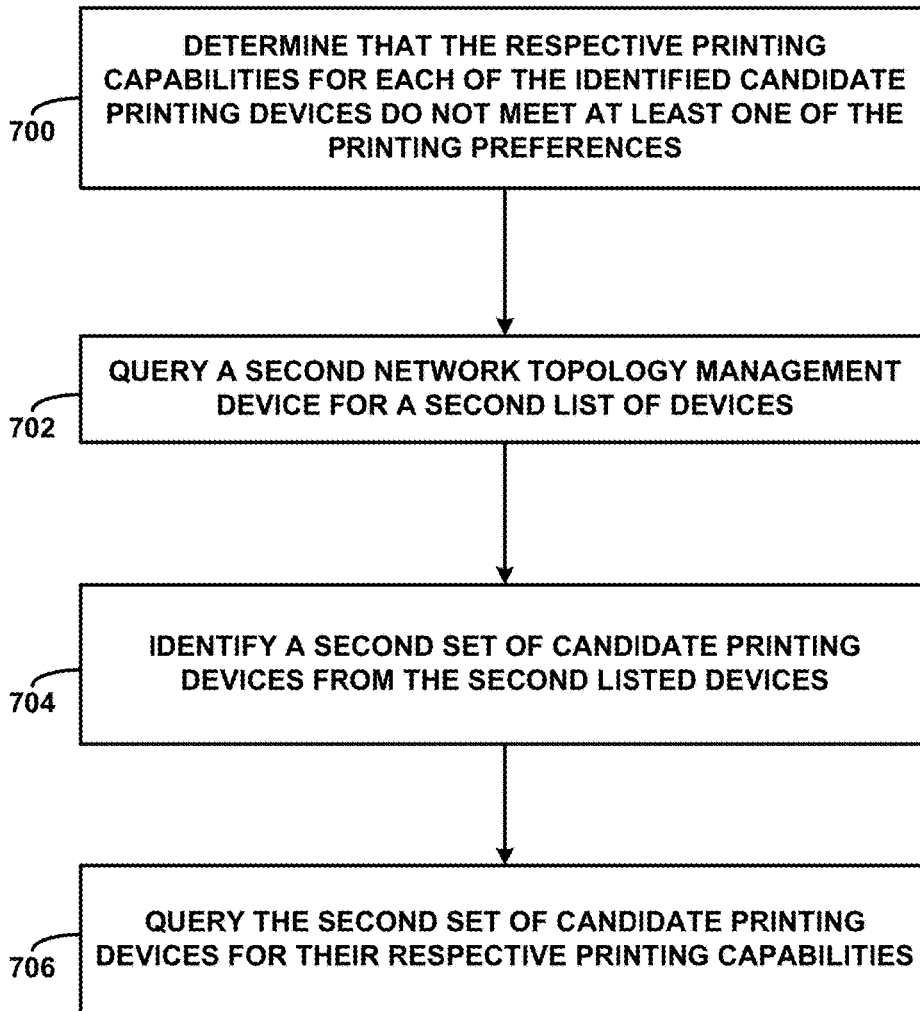 DETERMINE THAT THE RESPECTIVE PRINTING
CAPABILITIES FOR EACH OF THE IDENTIFIED CANDIDATE
PRINTING DEVICES DO NOT MEET AT LEAST ONE OF THE
PRINTING PREFERENCES
700
QUERY A SECOND NETWORK TOPOLOGY MANAGEMENT
DEVICE FOR A SECOND LIST OF DEVICES
702
IDENTIFY A SECOND SET OF CANDIDATE PRINTING
DEVICES FROM THE SECOND LISTED DEVICES
704
QUERY THE SECOND SET OF CANDIDATE PRINTING
DEVICES FOR THEIR RESPECTIVE PRINTING CAPABILITIES
706